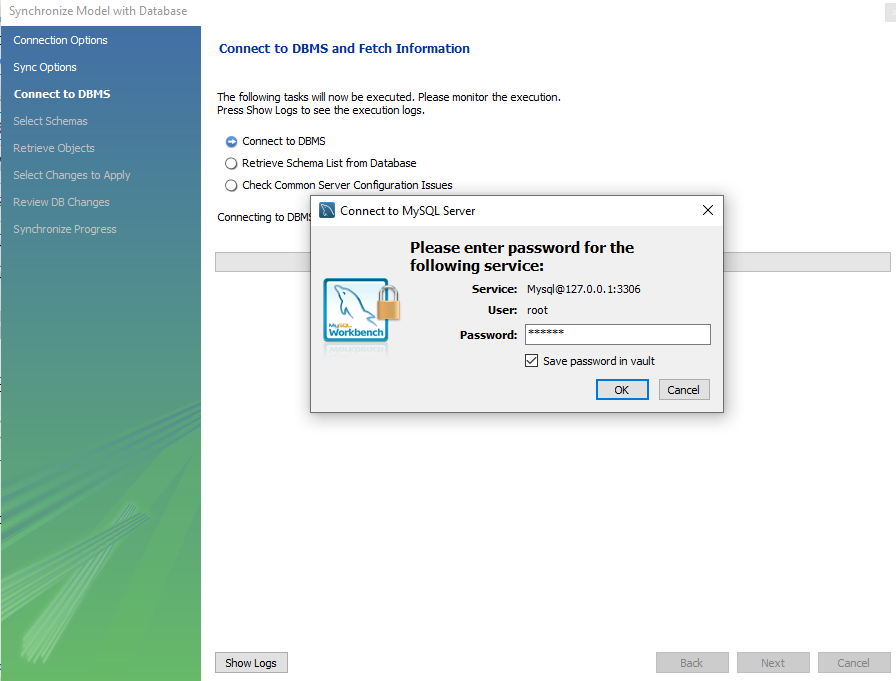 Synchronize Model with Database
Connection Options
Sync Options
Connect to DBMS
Select Schemas
Retrieve Objects
Select Changes to Apply
Review DB Changes
Synchronize Progress
Connect to DBMS and Fetch Information
The following tasks will now be executed. Please monitor the execution.
Press Show Logs to see the execution logs.
Connect to DBMS
Retrieve Schema List from Database
Check Common Server Configuration Issues
Connecting to DBMS
Connect to MySQL Server
Please enter password for the
following service:
Service: Mysql@127.0.0.1:3306
User: root
Password: ******
Save password in vault
OK Cancel
MySQL
Workbench
Show Logs Back Next Cancel